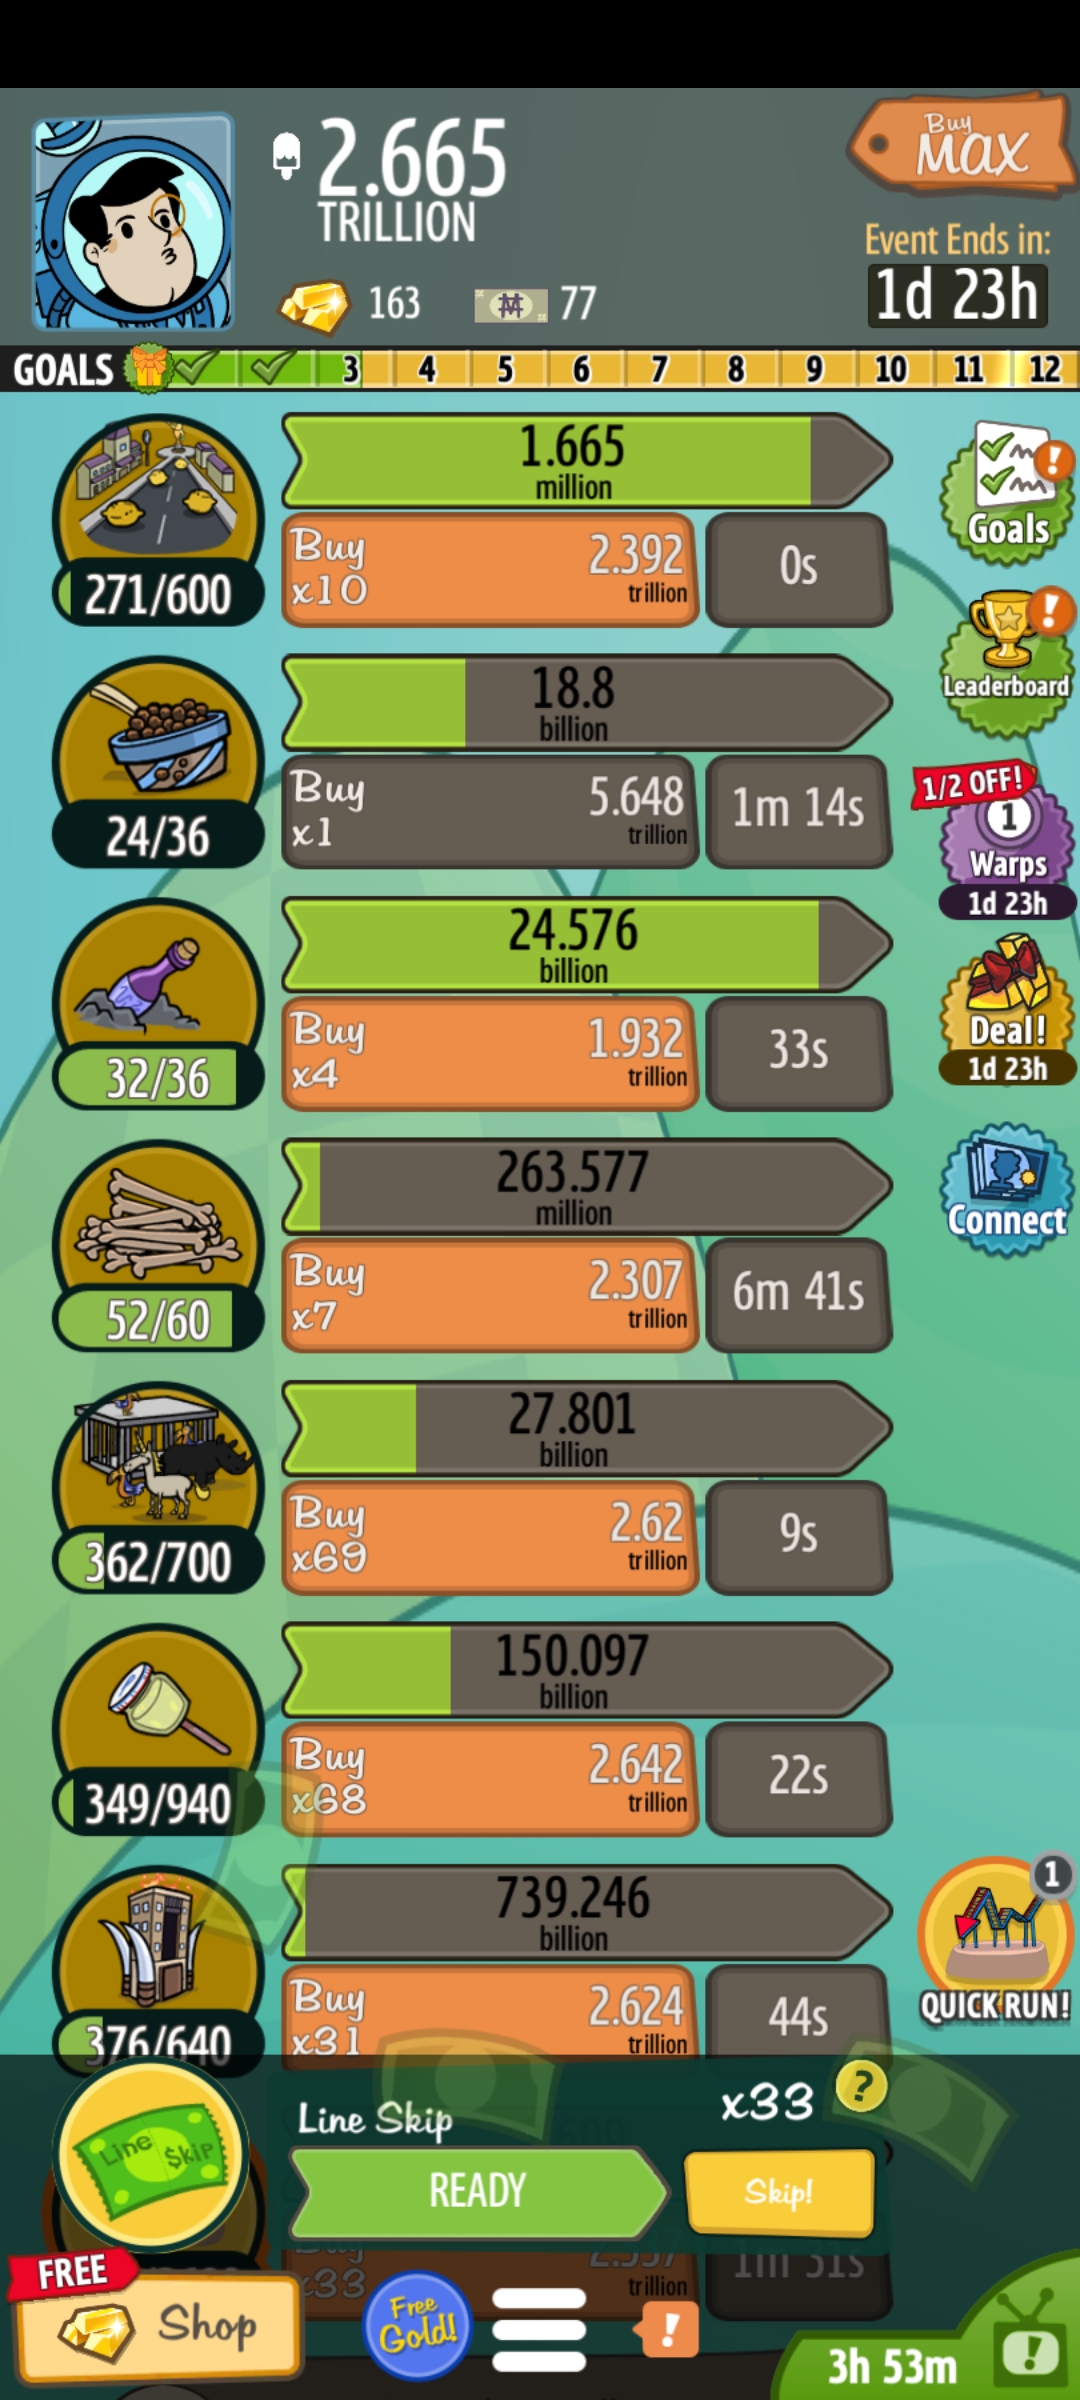 2.665
TRILLION
Buy
MAX
Event Ends in:
1d 23h
163
77
GOALS
3 4 5 6 7 8 9 10 11 12
1.665
million
Buy
x10
2.392
trillion
0s
271/600
Goals
18.8
billion
Buy
x1
5.648
trillion
1m 14s
24/36
Leaderboard
1/2 OFF!
1
Warps
1d 23h
24.576
billion
Buy
x4
1.932
trillion
33s
32/36
Deal!
1d 23h
263.577
million
Buy
x7
2.307
trillion
6m 41s
52/60
Connect
27.801
billion
Buy
x69
2.62
trillion
9s
362/700
150.097
billion
Buy
x68
2.642
trillion
22s
349/940
739.246
billion
Buy
x31
2.624
trillion
44s
376/640
1
QUICK RUN!
Line Skip
x33
?
Line $kip
READY
Skip!
Buy
x33
trillion
1m 31s
FREE
Shop
Free
Gold!
!
3h 53m